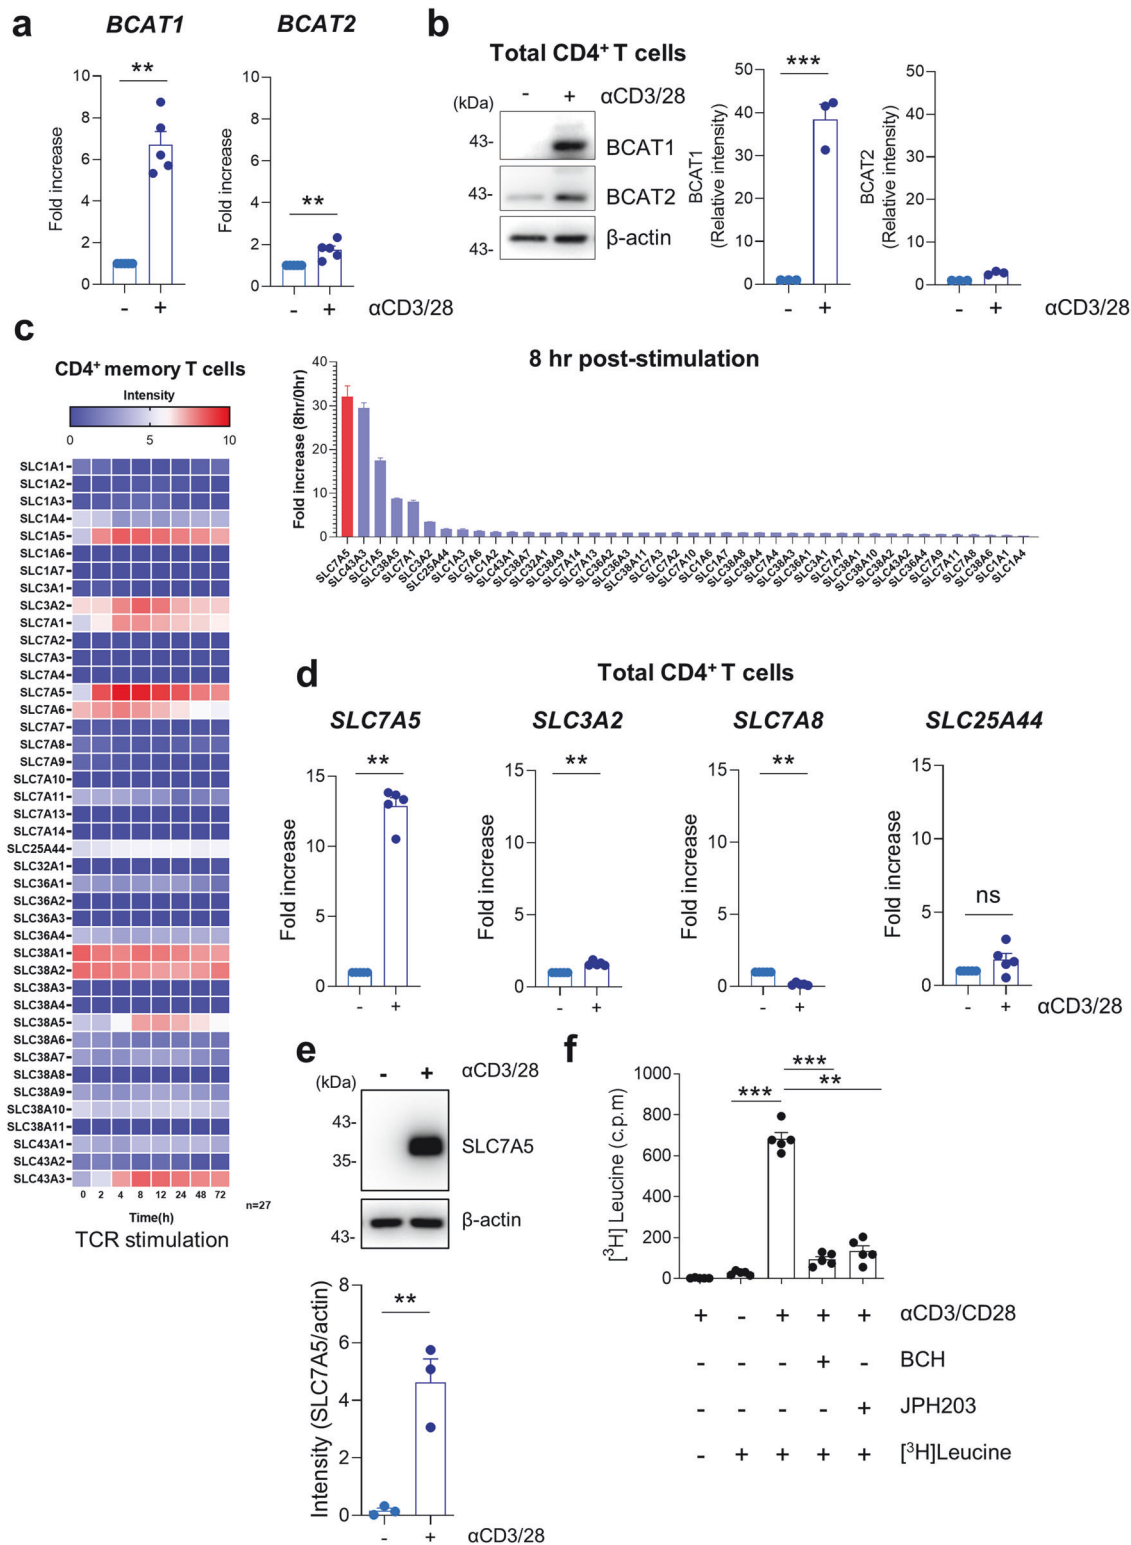 a
BCAT1
BCAT2
Fold increase
10
8
6
4
2
0
**
- +
Fold increase
10
8
6
4
2
0
**
- +
αCD3/28
b
Total CD4+ T cells
(kDa)
- + αCD3/28
43- BCAT1
43- BCAT2
43- β-actin
BCAT1
(Relative intensity)
50
40
30
20
10
0
***
- +
BCAT2
(Relative intensity)
50
40
30
20
10
0
- +
αCD3/28
c
CD4+ memory T cells
Intensity
0 5 10
SLC1A1
SLC1A2
SLC1A3
SLC1A4
SLC1A5
SLC1A6
SLC1A7
SLC3A1
SLC3A2
SLC7A1
SLC7A2
SLC7A3
SLC7A4
SLC7A5
SLC7A6
SLC7A7
SLC7A8
SLC7A9
SLC7A10
SLC7A11
SLC7A13
SLC7A14
SLC25A44
SLC32A1
SLC36A1
SLC36A2
SLC36A3
SLC36A4
SLC38A1
SLC38A2
SLC38A3
SLC38A4
SLC38A5
SLC38A6
SLC38A7
SLC38A8
SLC38A9
SLC38A10
SLC38A11
SLC43A1
SLC43A2
SLC43A3
0 2 4 8 12 24 48 72
n=27
Time(h)
TCR stimulation
8 hr post-stimulation
Fold increase (8hr/0hr)
40
30
20
10
0
SLC7A5
SLC43A3
SLC1A5
SLC38A5
SLC7A1
SLC3A2
SLC25A44
SLC1A3
SLC7A6
SLC1A2
SLC43A1
SLC38A7
SLC32A1
SLC38A9
SLC7A14
SLC7A13
SLC36A2
SLC36A3
SLC38A11
SLC7A3
SLC7A2
SLC7A10
SLC1A6
SLC1A7
SLC38A8
SLC38A4
SLC7A4
SLC38A3
SLC36A1
SLC3A1
SLC7A7
SLC38A1
SLC38A10
SLC38A2
SLC43A2
SLC36A4
SLC7A9
SLC7A11
SLC7A8
SLC38A6
SLC1A1
SLC1A4
d
Total CD4+ T cells
SLC7A5
SLC3A2
SLC7A8
SLC25A44
Fold increase
15
10
5
0
**
- +
Fold increase
15
10
5
0
**
- +
Fold increase
15
10
5
0
**
- +
Fold increase
15
10
5
0
ns
- +
αCD3/28
e
(kDa)
- + αCD3/28
43-
35-
SLC7A5
43-
β-actin
Intensity (SLC7A5/actin)
8
6
4
2
0
**
- + αCD3/28
f
[3H] Leucine (c.p.m)
1000
800
600
400
200
0
***
***
**
+ - + + + αCD3/CD28
- - - + - BCH
- - - - + JPH203
- + + + + [3H]Leucine